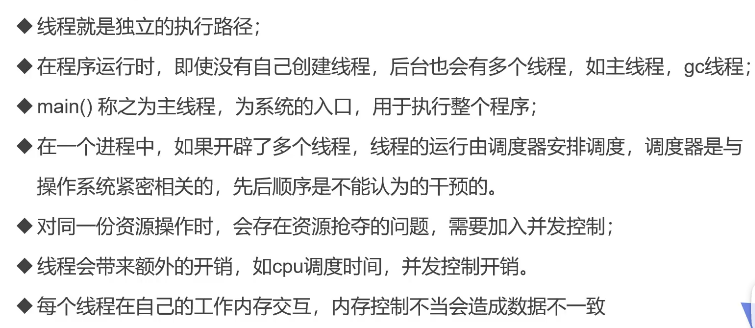 ◆线程就是独立的执行路径；
◆在程序运行时，即使没有自己创建线程，后台也会有多个线程，如主线程，gc线程；
◆main() 称之为主线程，为系统的入口，用于执行整个程序；
◆在一个进程中，如果开辟了多个线程，线程的运行由调度器安排调度，调度器是与
操作系统紧密相关的，先后顺序是不能认为的干预的。
◆对同一份资源操作时，会存在资源抢夺的问题，需要加入并发控制；
◆线程会带来额外的开销，如cpu调度时间，并发控制开销。
◆每个线程在自己的工作内存交互，内存控制不当会造成数据不一致